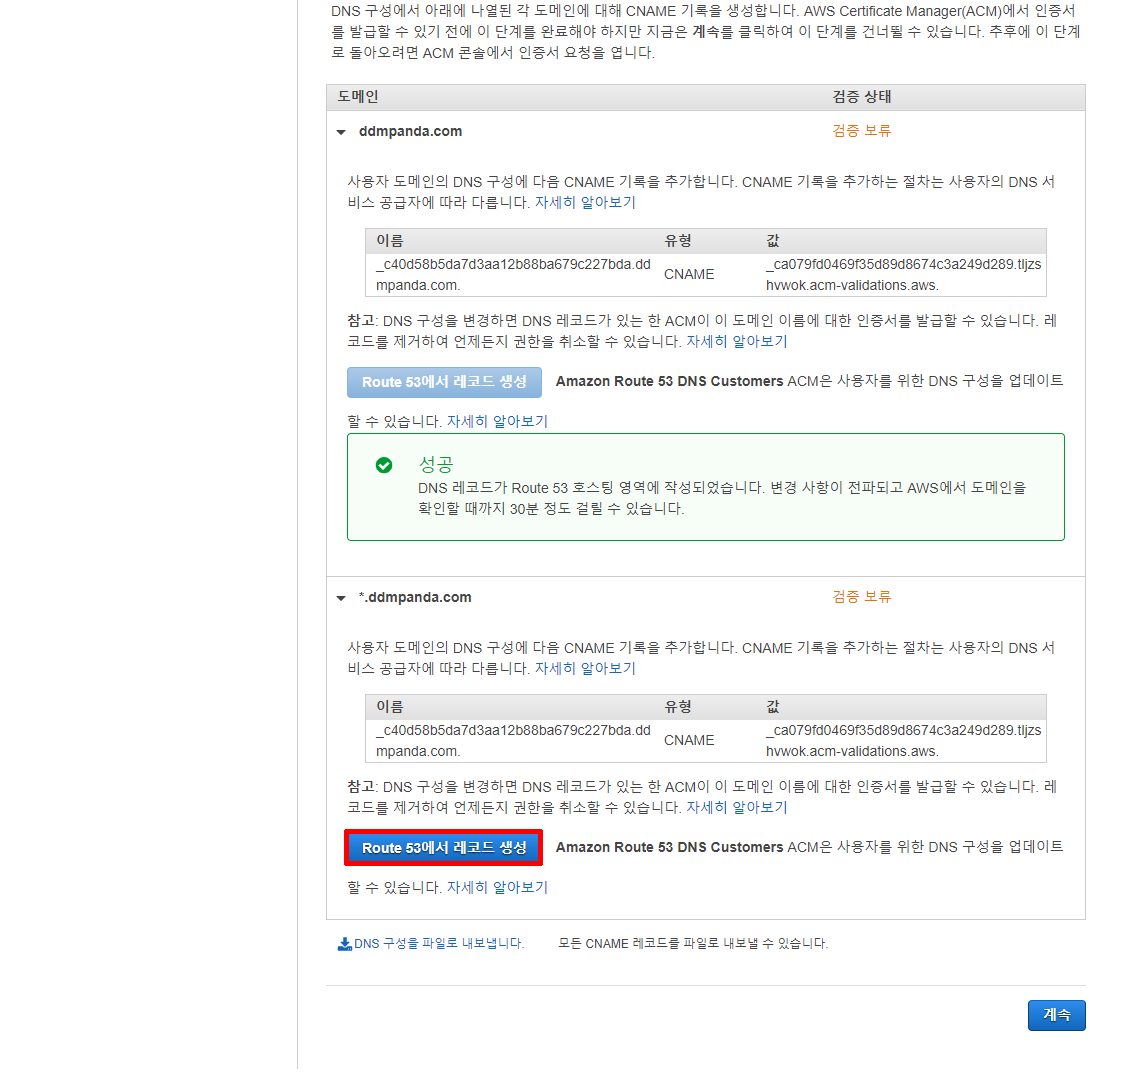 DNS 구성에서 아래에 나열된 각 도메인에 대해 CNAME 기록을 생성합니다. AWS Certificate Manager(ACM)에서 인증서
를 발급할 수 있기 전에 이 단계를 완료해야 하지만 지금은 계속를 클릭하여 이 단계를 건너뛸 수 있습니다. 추후에 이 단계
로 돌아오려면 ACM 콘솔에서 인증서 요청을 엽니다.
도메인 검증 상태
ddmpanda.com 검증 보류
사용자 도메인의 DNS 구성에 다음 CNAME 기록을 추가합니다. CNAME 기록을 추가하는 절차는 사용자의 DNS 서
비스 공급자에 따라 다릅니다. 자세히 알아보기
이름 유형 값
_c40d58b5da7d3aa12b88ba679c227bda.dd CNAME _ca079fd0469f35d89d8674c3a249d289.tljzs
mpanda.com. hvwok.acm-validations.aws.
참고: DNS 구성을 변경하면 DNS 레코드가 있는 한 ACM이 이 도메인 이름에 대한 인증서를 발급할 수 있습니다. 레
코드를 제거하여 언제든지 권한을 취소할 수 있습니다. 자세히 알아보기
Route 53에서 레코드 생성 Amazon Route 53 DNS Customers ACM은 사용자를 위한 DNS 구성을 업데이트
할 수 있습니다. 자세히 알아보기
성공
DNS 레코드가 Route 53 호스팅 영역에 작성되었습니다. 변경 사항이 전파되고 AWS에서 도메인을
확인할 때까지 30분 정도 걸릴 수 있습니다.
*.ddmpanda.com 검증 보류
사용자 도메인의 DNS 구성에 다음 CNAME 기록을 추가합니다. CNAME 기록을 추가하는 절차는 사용자의 DNS 서
비스 공급자에 따라 다릅니다. 자세히 알아보기
이름 유형 값
_c40d58b5da7d3aa12b88ba679c227bda.dd CNAME _ca079fd0469f35d89d8674c3a249d289.tljzs
mpanda.com. hvwok.acm-validations.aws.
참고: DNS 구성을 변경하면 DNS 레코드가 있는 한 ACM이 이 도메인 이름에 대한 인증서를 발급할 수 있습니다. 레
코드를 제거하여 언제든지 권한을 취소할 수 있습니다. 자세히 알아보기
Route 53에서 레코드 생성 Amazon Route 53 DNS Customers ACM은 사용자를 위한 DNS 구성을 업데이트
할 수 있습니다. 자세히 알아보기
DNS 구성을 파일로 내보냅니다. 모든 CNAME 레코드를 파일로 내보낼 수 있습니다.
계속